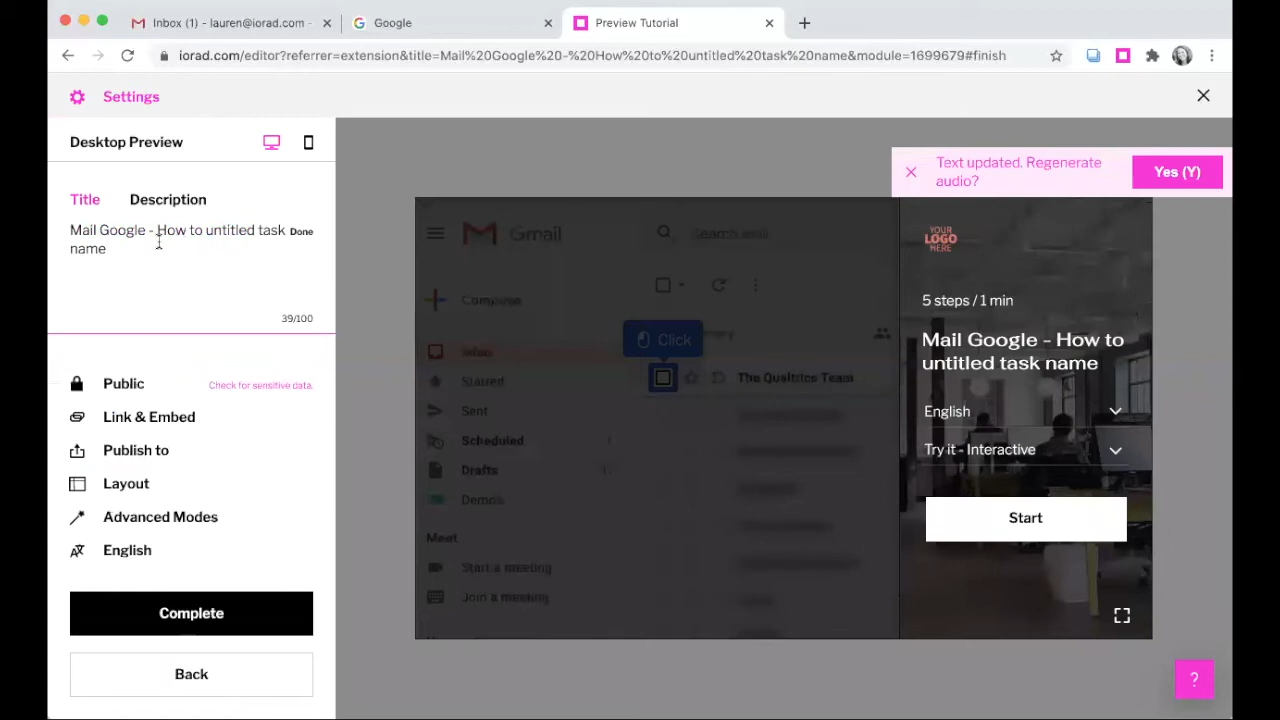 Inbox (1) - lauren@iorad.com -
Google
Preview Tutorial
iorad.com/editor?referrer=extension&title=Mail%20Google%20-%20How%20to%20untitled%20task%20name&module=1699679#finish
Settings
Desktop Preview
Title Description
Mail Google - How to untitled task Done
name
39/100
Public Check for sensitive data.
Link & Embed
Publish to
Layout
Advanced Modes
English
Complete
Back
Text updated. Regenerate
audio?
Yes (Y)
Gmail
Search mail
Compose
Inbox
Starred
Sent
Scheduled
Drafts
Demos
Meet
Start a meeting
Join a meeting
Click
The Qualtrics Team
YOUR
LOGO
HERE
5 steps / 1 min
Mail Google - How to
untitled task name
English
Try it - Interactive
Start
?